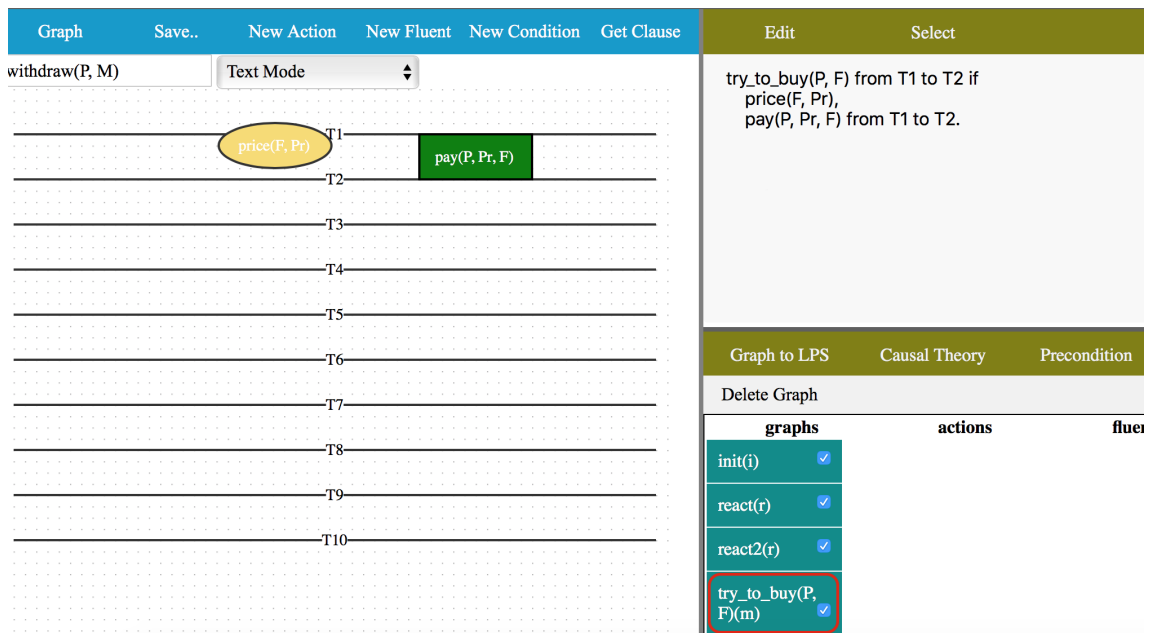 Graph Save.. New Action New Fluent New Condition Get Clause
withdraw(P, M) Text Mode
T1
price(F, Pr)
pay(P, Pr, F)
T2
T3
T4
T5
T6
T7
T8
T9
T10
Edit Select
try_to_buy(P, F) from T1 to T2 if
price(F, Pr),
pay(P, Pr, F) from T1 to T2.
Graph to LPS Causal Theory Precondition
Delete Graph
graphs actions fluer
init(i)
react(r)
react2(r)
try_to_buy(P,
F)(m)